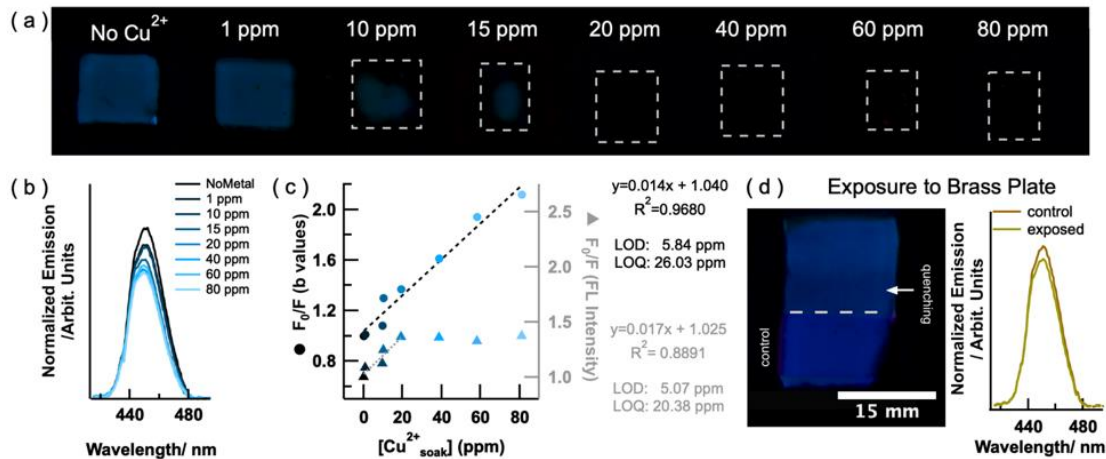 ( a )
No Cu2+ 1 ppm 10 ppm 15 ppm 20 ppm 40 ppm 60 ppm 80 ppm
( b )
NoMetal
1 ppm
10 ppm
15 ppm
20 ppm
40 ppm
60 ppm
80 ppm
Normalized Emission
/Arbit. Units
440 480
Wavelength/ nm
( c )
F0/F (b values)
2.0
1.6
1.2
0.8
0 20 40 60 80
[Cu2+soak] (ppm)
2.5
2.0
1.5
1.0
F0/F (FL Intensity)
y=0.014x + 1.040
R2=0.9680
LOD: 5.84 ppm
LOQ: 26.03 ppm
y=0.017x + 1.025
R2= 0.8891
LOD: 5.07 ppm
LOQ: 20.38 ppm
( d ) Exposure to Brass Plate
control
quenching
15 mm
control
exposed
Normalized Emission
/ Arbit. Units
440 480
Wavelength/ nm